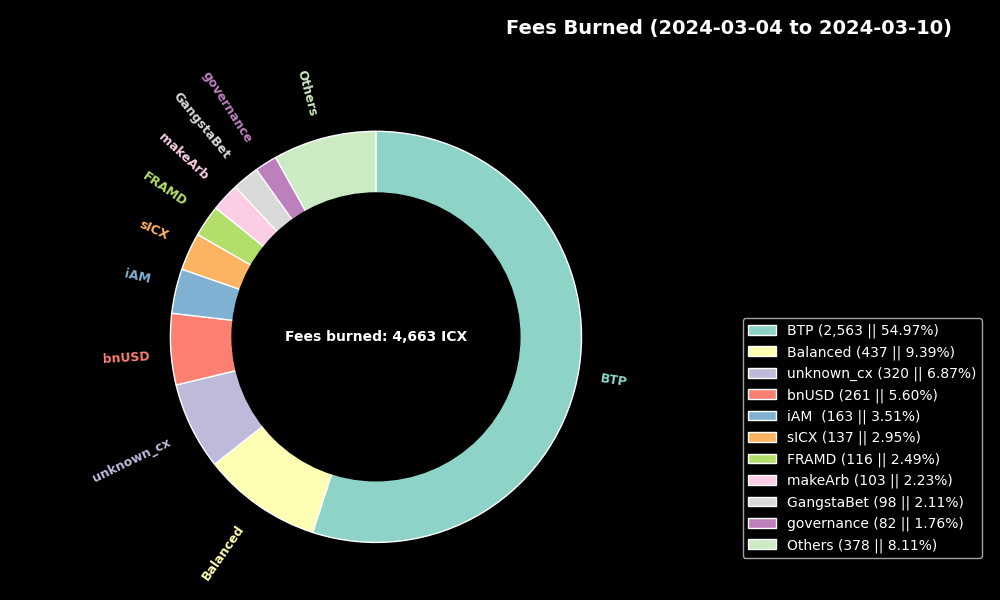 Fees Burned (2024-03-04 to 2024-03-10)
Others
governance
GangstaBet
makeArb
FRAMD
sICX
iAM
bnUSD
unknown_cx
Balanced
BTP
Fees burned: 4,663 ICX
BTP (2,563 || 54.97%)
Balanced (437 || 9.39%)
unknown_cx (320 || 6.87%)
bnUSD (261 || 5.60%)
iAM  (163 || 3.51%)
sICX (137 || 2.95%)
FRAMD (116 || 2.49%)
makeArb (103 || 2.23%)
GangstaBet (98 || 2.11%)
governance (82 || 1.76%)
Others (378 || 8.11%)